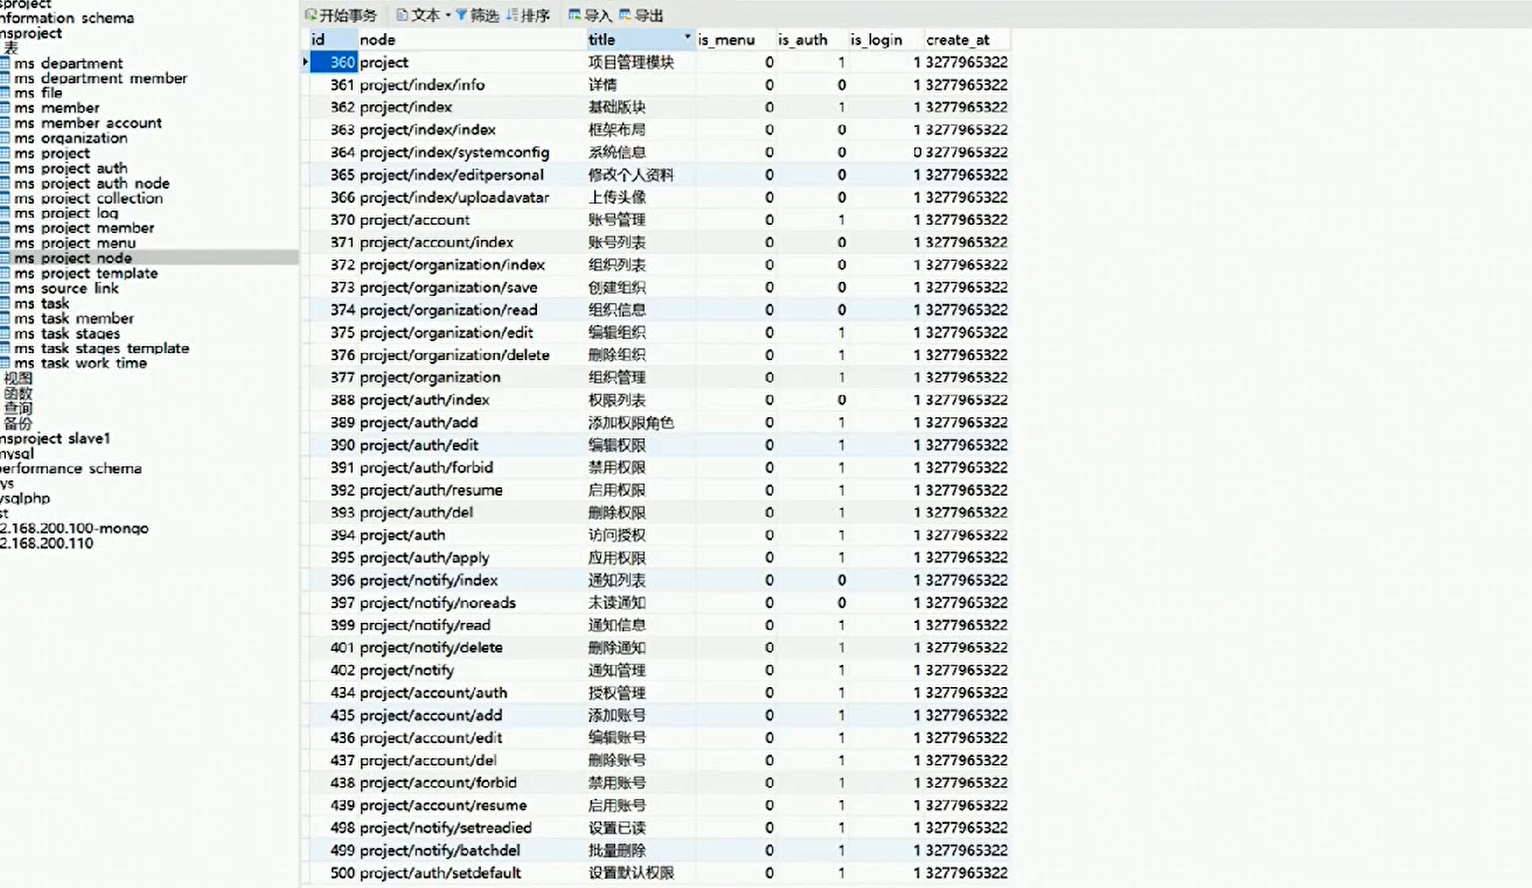 sproject
nformation schema
msproject
表
ms department
ms department member
ms file
ms member
ms member account
ms organization
ms project
ms project auth
ms project auth node
ms project collection
ms project log
ms project member
ms project menu
ms project node
ms project template
ms source link
ms task
ms task member
ms task stages
ms task stages template
ms task work time
视图
函数
查询
备份
nsproject slave1
mysql
erformance schema
ys
ysqlphp
st
2.168.200.100-mongo
2.168.200.110
开始事务 文本 筛选 排序 导入 导出
id node title is_menu is_auth is_login create_at
360 project 项目管理模块 0 1 1 3277965322
361 project/index/info 详情 0 0 1 3277965322
362 project/index 基础版块 0 1 1 3277965322
363 project/index/index 框架布局 0 0 1 3277965322
364 project/index/systemconfig 系统信息 0 0 0 3277965322
365 project/index/editpersonal 修改个人资料 0 0 1 3277965322
366 project/index/uploadavatar 上传头像 0 0 1 3277965322
370 project/account 账号管理 0 1 1 3277965322
371 project/account/index 账号列表 0 0 1 3277965322
372 project/organization/index 组织列表 0 0 1 3277965322
373 project/organization/save 创建组织 0 0 1 3277965322
374 project/organization/read 组织信息 0 0 1 3277965322
375 project/organization/edit 编辑组织 0 1 1 3277965322
376 project/organization/delete 删除组织 0 1 1 3277965322
377 project/organization 组织管理 0 1 1 3277965322
388 project/auth/index 权限列表 0 0 1 3277965322
389 project/auth/add 添加权限角色 0 1 1 3277965322
390 project/auth/edit 编辑权限 0 1 1 3277965322
391 project/auth/forbid 禁用权限 0 1 1 3277965322
392 project/auth/resume 启用权限 0 1 1 3277965322
393 project/auth/del 删除权限 0 1 1 3277965322
394 project/auth 访问授权 0 1 1 3277965322
395 project/auth/apply 应用权限 0 1 1 3277965322
396 project/notify/index 通知列表 0 0 1 3277965322
397 project/notify/noreads 未读通知 0 0 1 3277965322
399 project/notify/read 通知信息 0 1 1 3277965322
401 project/notify/delete 删除通知 0 1 1 3277965322
402 project/notify 通知管理 0 1 1 3277965322
434 project/account/auth 授权管理 0 1 1 3277965322
435 project/account/add 添加账号 0 1 1 3277965322
436 project/account/edit 编辑账号 0 1 1 3277965322
437 project/account/del 删除账号 0 1 1 3277965322
438 project/account/forbid 禁用账号 0 1 1 3277965322
439 project/account/resume 启用账号 0 1 1 3277965322
498 project/notify/setreadied 设置已读 0 1 1 3277965322
499 project/notify/batchdel 批量删除 0 1 1 3277965322
500 project/auth/setdefault 设置默认权限 0 1 1 3277965322